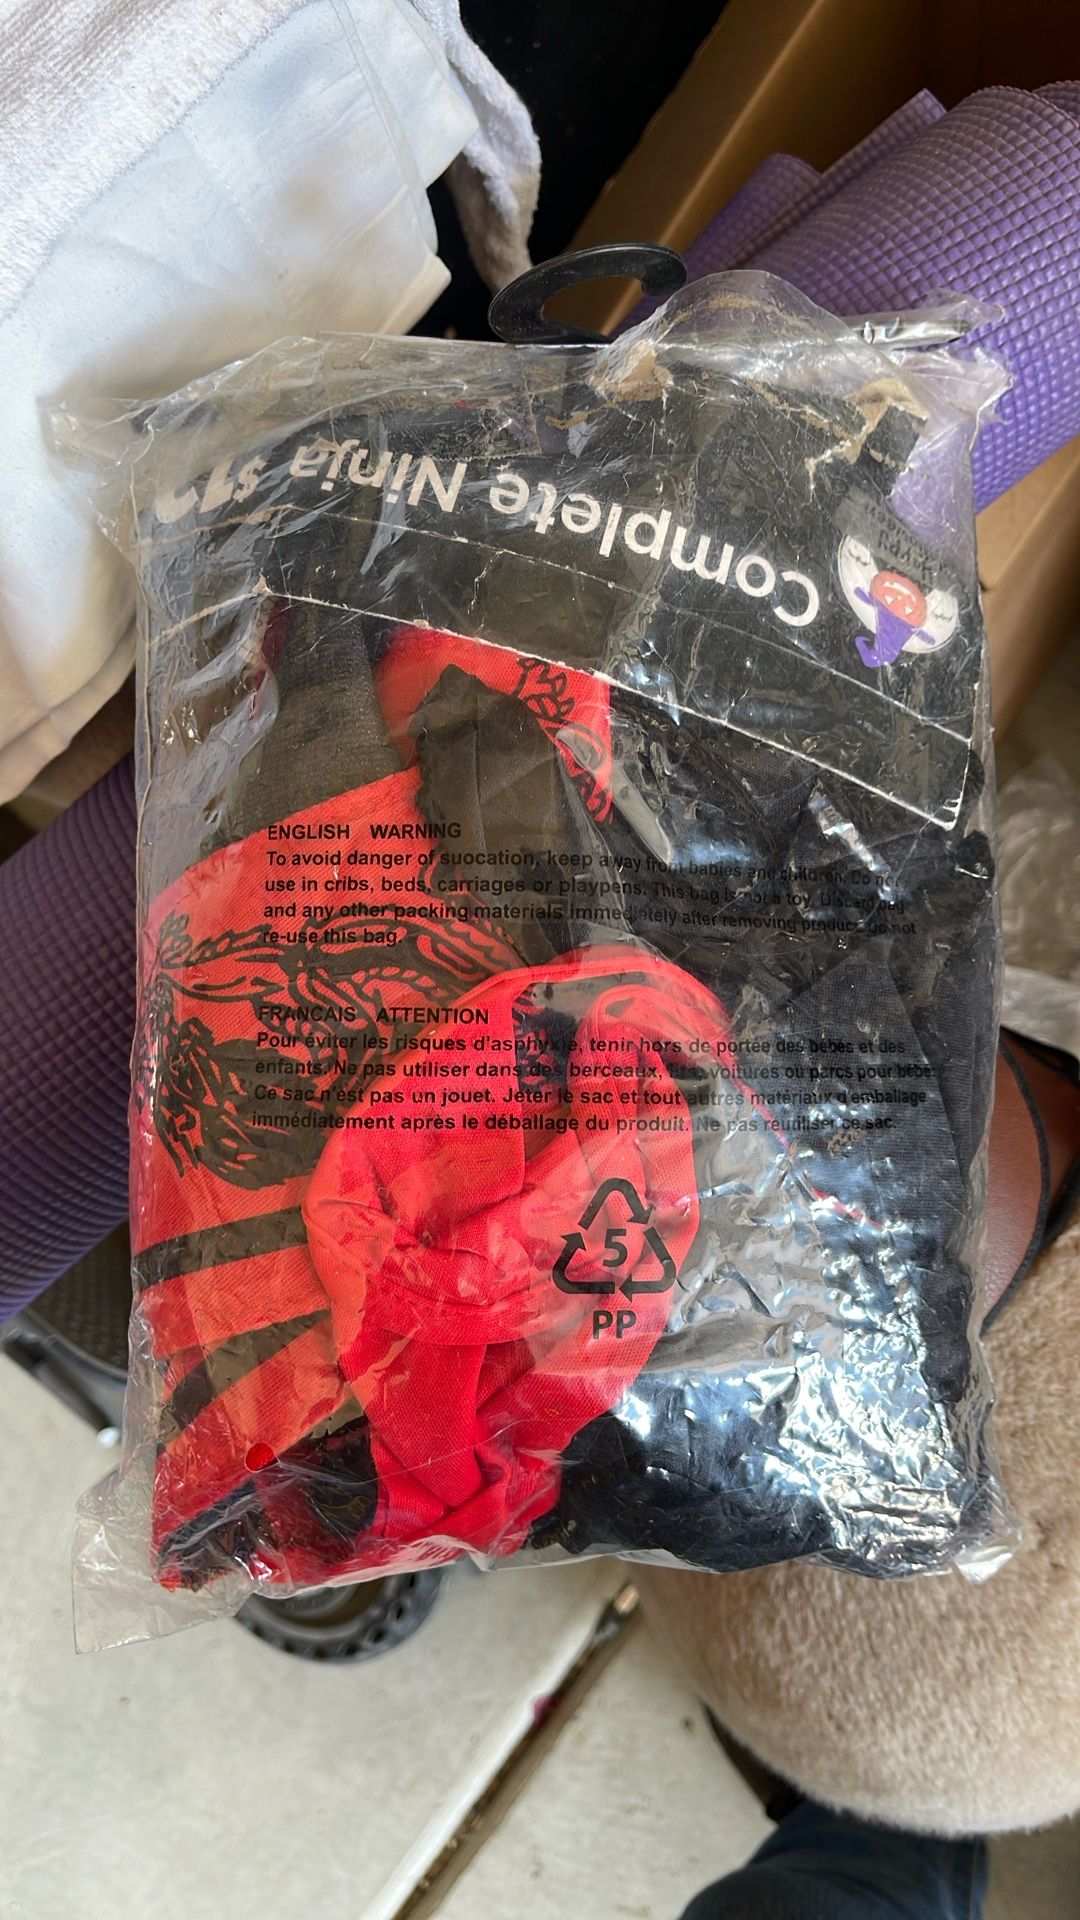 Complete Ninja
Happy
ENGLISH WARNING
To avoid danger of suocation, keep away from babies and children. Do not
use in cribs, beds, carriages or playpens. This bag is not a toy. Discard bag
and any other packing materials immediately after removing product. Do not
re-use this bag.
FRANCAIS ATTENTION
Pour éviter les risques d'asphyxie, tenir hors de portée des bébés et des
enfants. Ne pas utiliser dans des berceaux, lits, voitures ou parcs pour bébé.
Ce sac n'est pas un jouet. Jeter le sac et tout autres matériaux d'emballage
immédiatement après le déballage du produit. Ne pas réutiliser ce sac.
5
PP